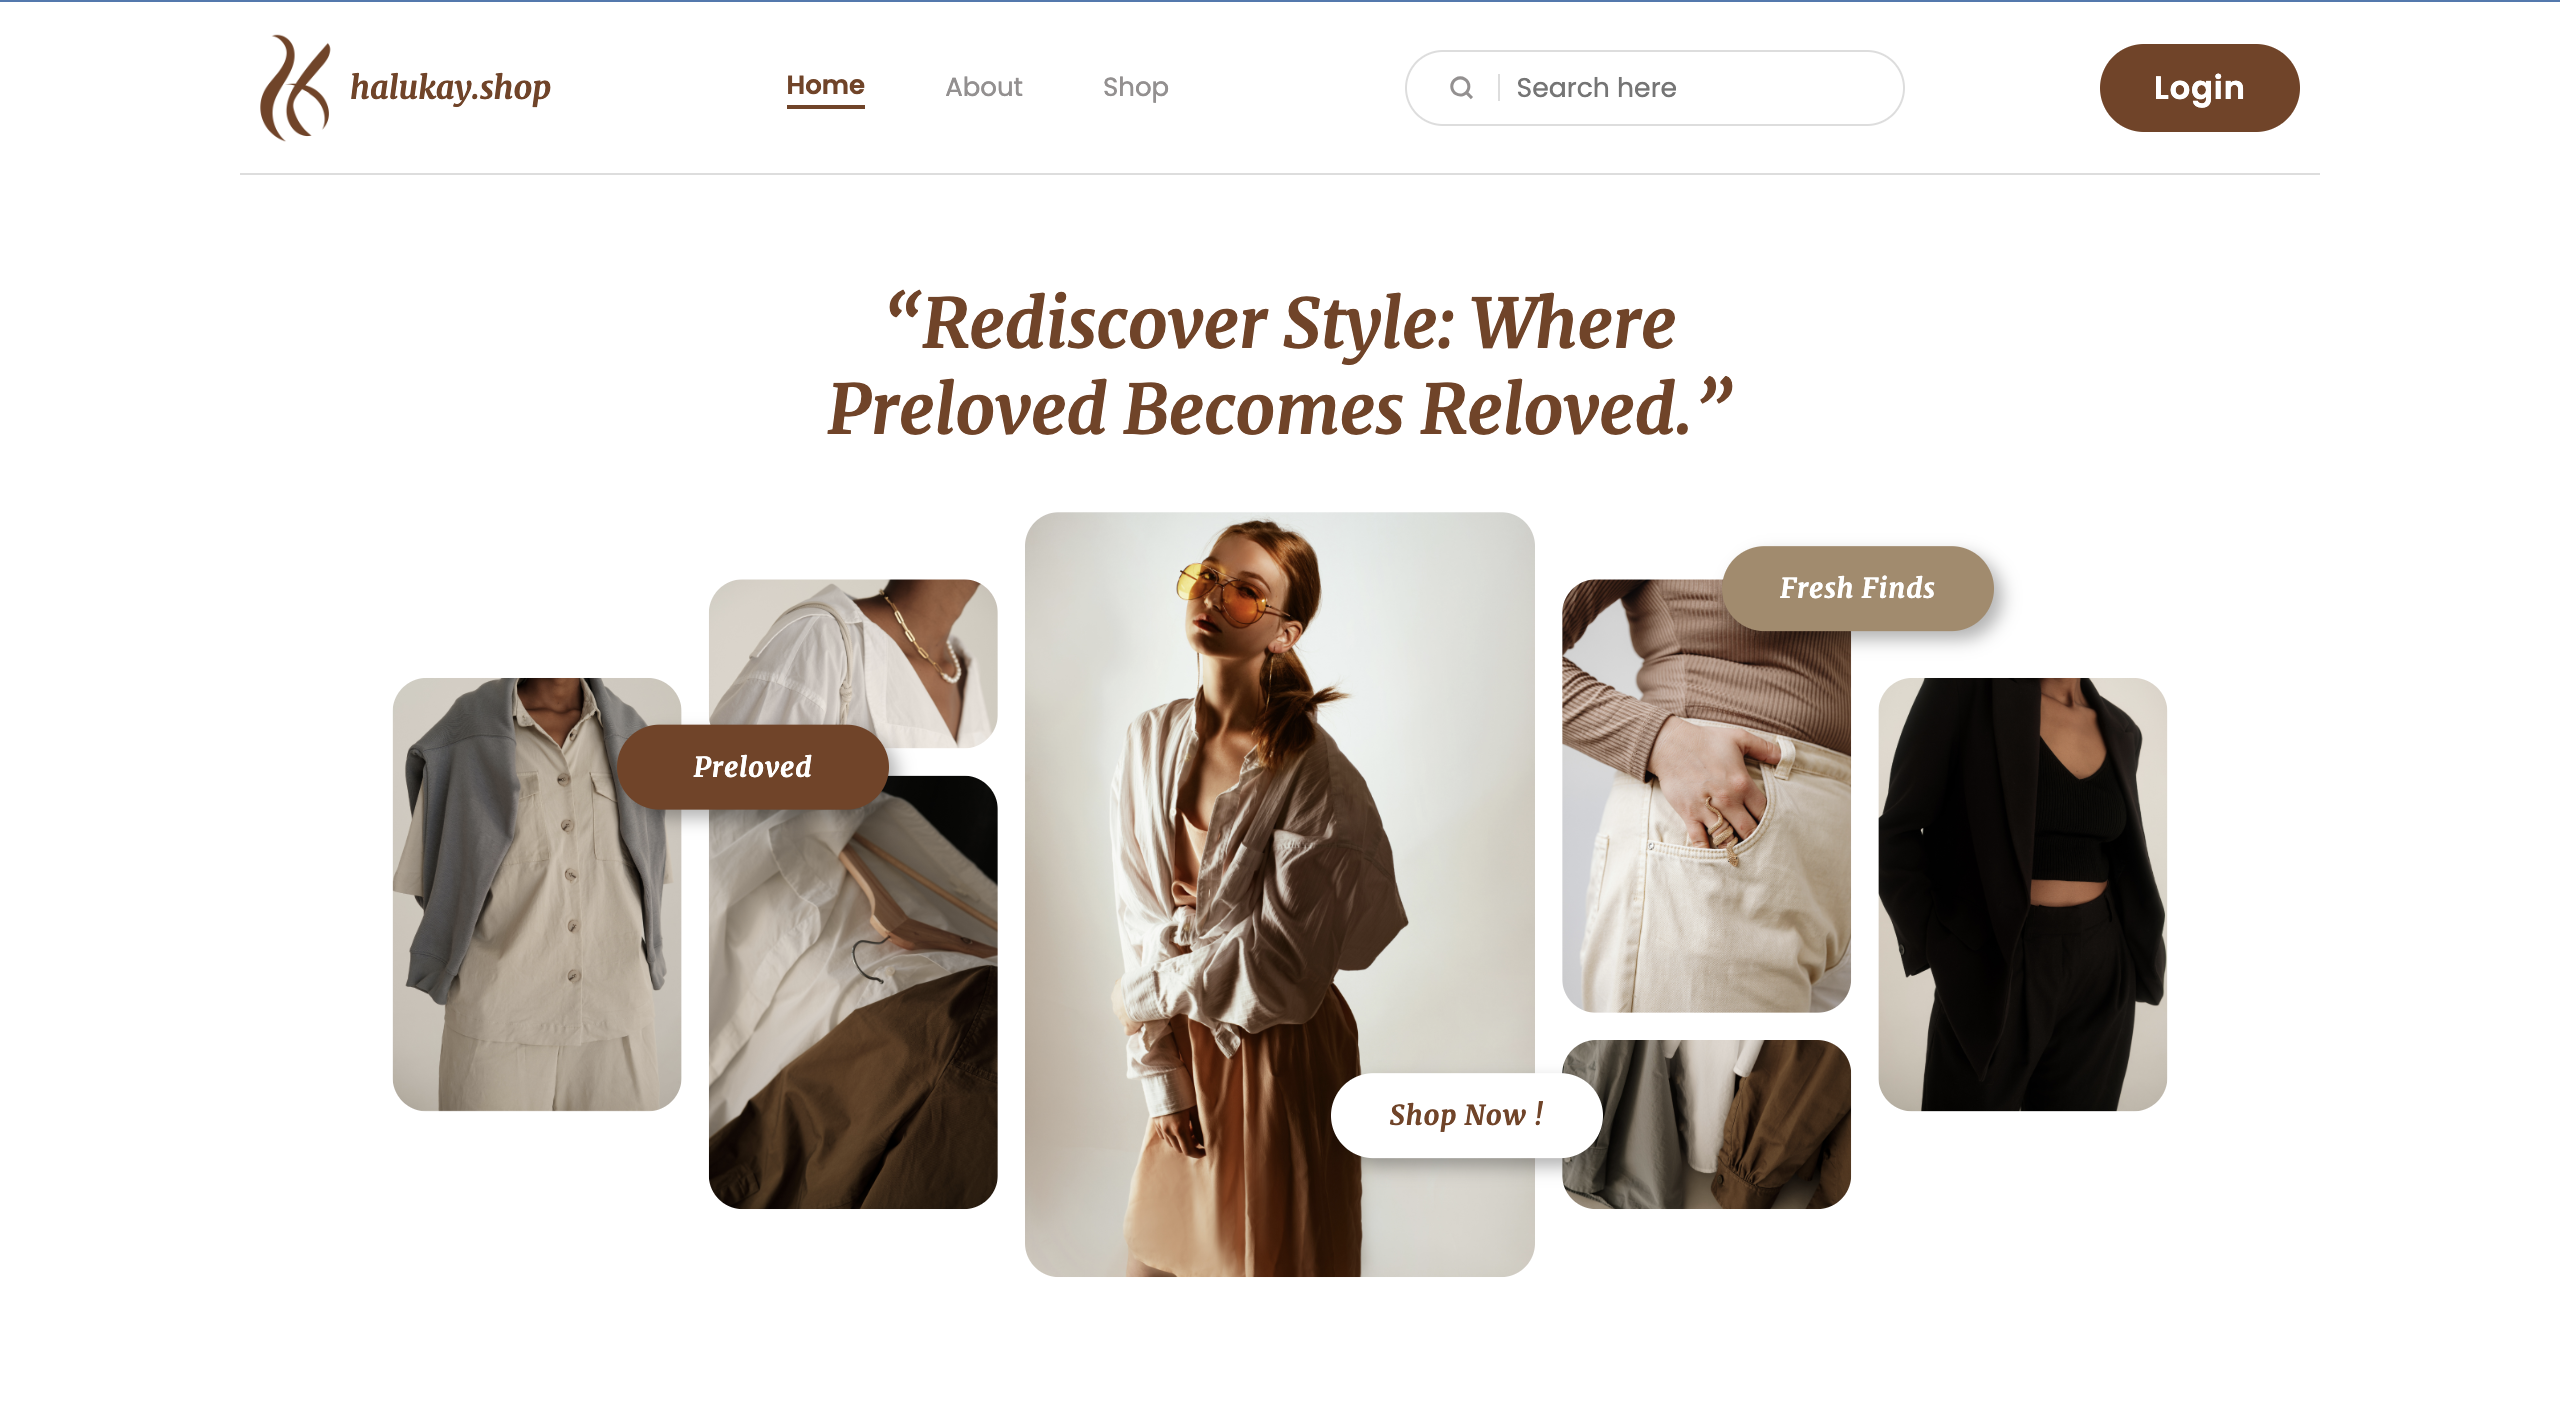 halukay.shop
Home
About
Shop
Search here
Login
“Rediscover Style: Where
Preloved Becomes Reloved.”
Fresh Finds
Preloved
Shop Now !